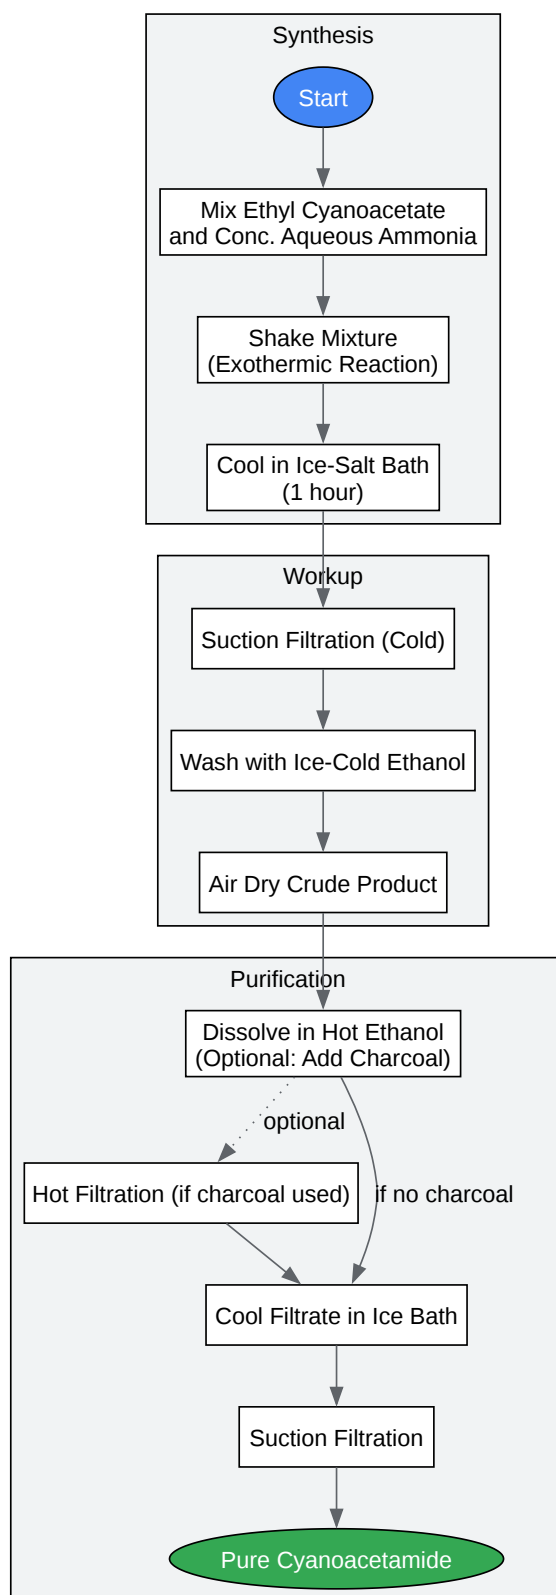 Synthesis
Start
Mix Ethyl Cyanoacetate
and Conc. Aqueous Ammonia
Shake Mixture
(Exothermic Reaction)
Cool in Ice-Salt Bath
(1 hour)
Workup
Suction Filtration (Cold)
Wash with Ice-Cold Ethanol
Air Dry Crude Product
Purification
Dissolve in Hot Ethanol
(Optional: Add Charcoal)
optional
Hot Filtration (if charcoal used)
if no charcoal
Cool Filtrate in Ice Bath
Suction Filtration
Pure Cyanoacetamide